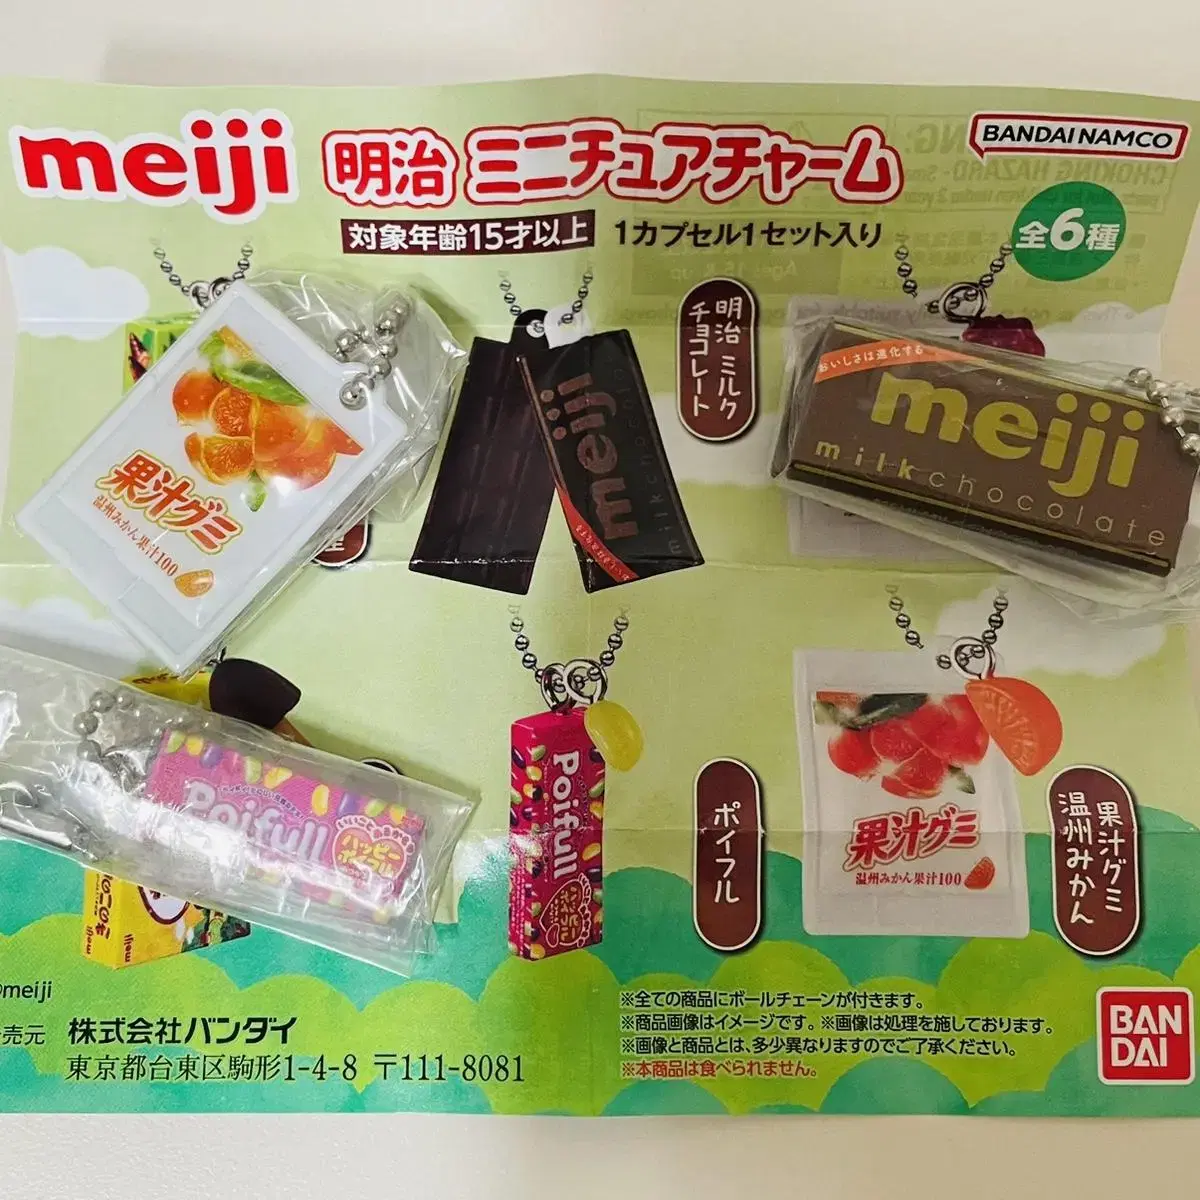 meiji
明治 ミニチュアチャーム
BANDAI NAMCO
対象年齢15才以上
1カプセル1セット入り
全6種
明治 ミルク
チョコレート
果汁グミ
温州みかん果汁100
meiji
milkchocolate
おいしさは進化する
meiji
milkchocolate
Poifull
ハッピー
ポイフル
Poifull
ポイフル
果汁グミ
温州みかん果汁100
果汁グミ
温州みかん
meiji
©meiji
売元 株式会社バンダイ
東京都台東区駒形1-4-8 〒111-8081
※全ての商品にボールチェーンが付きます。
※商品画像はイメージです。※画像は処理を施しております。
※画像と商品とは、多少異なりますのでご了承ください。
※本商品は食べられません。
BAN
DAI